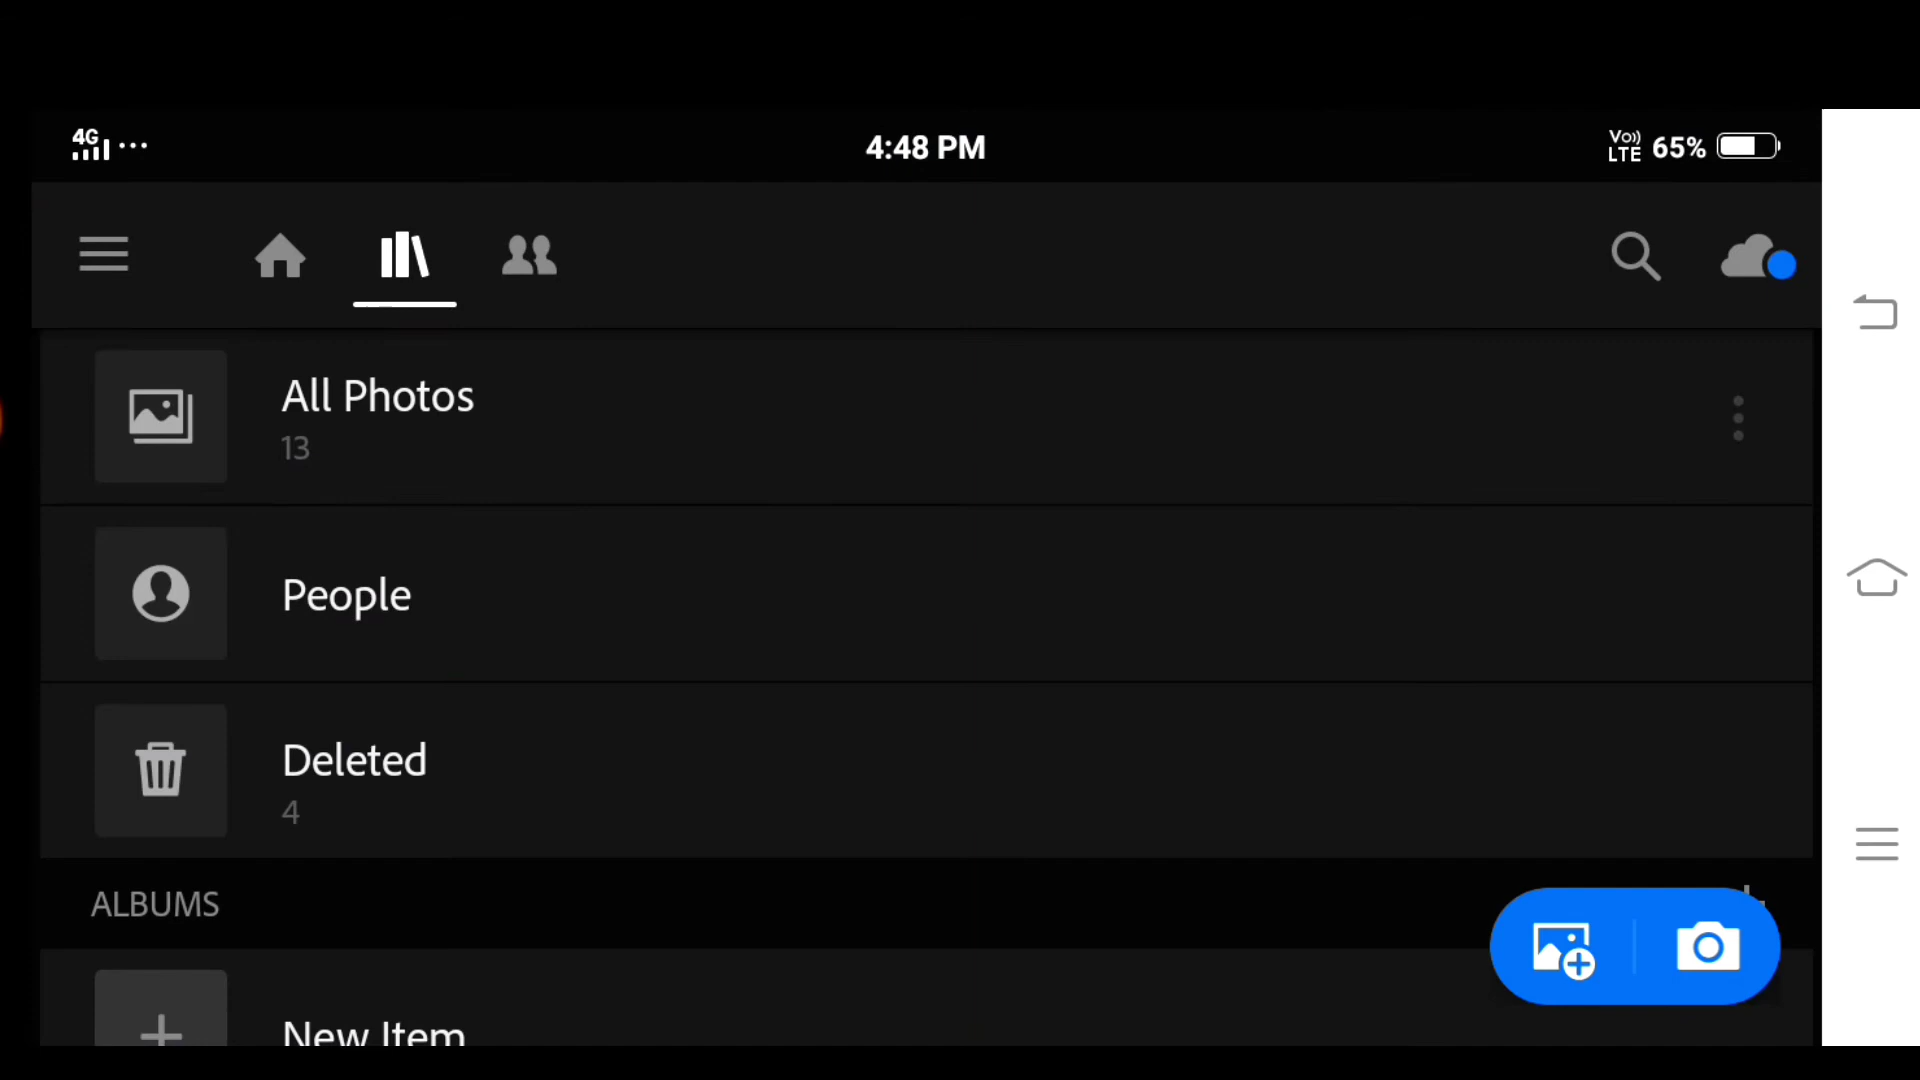 4G
4:48 PM
Vo))
LTE
65%
All Photos
13
People
Deleted
4
ALBUMS
New Item